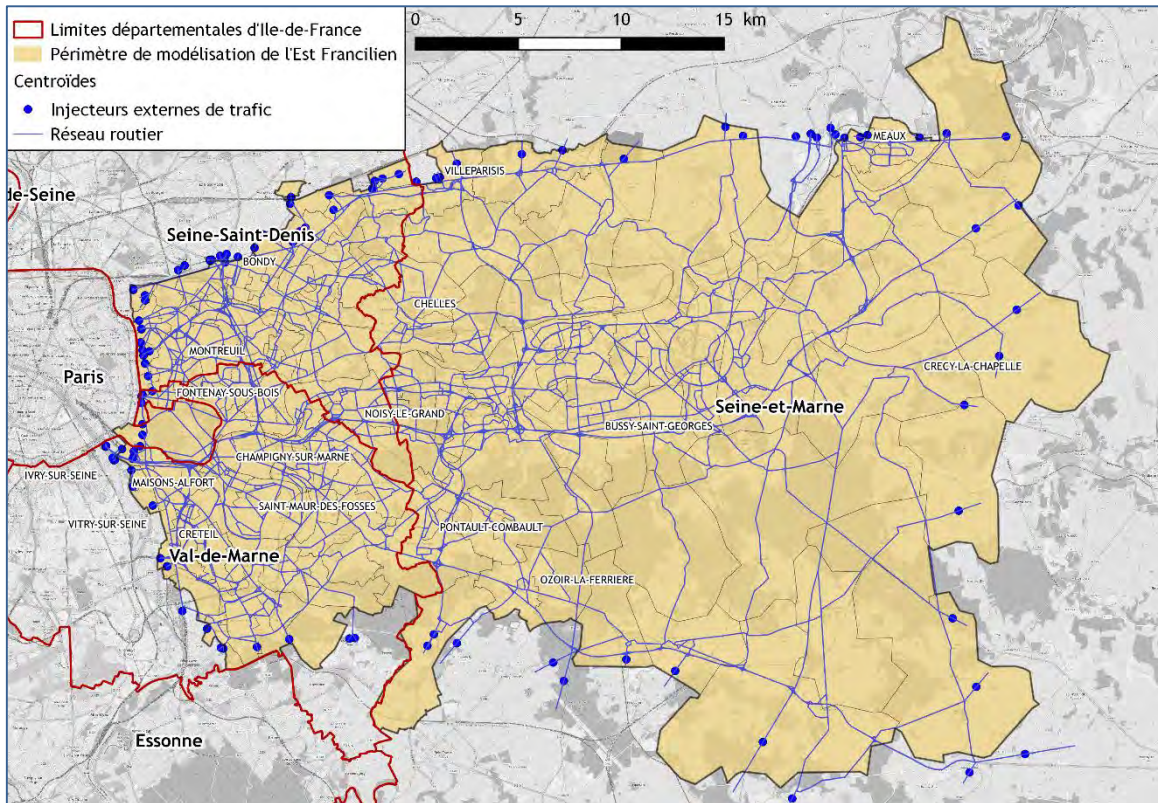 0 5 10 15 km
Limites départementales d'Ile-de-France
Périmètre de modélisation de l'Est Francilien
Centroïdes
Injecteurs externes de trafic
Réseau routier
MEAUX
VILLEPARISIS
de-Seine
Seine-Saint-Denis
BONDY
CHELLES
MONTREUIL
Paris
CRECY-LA-CHAPELLE
FONTENAY-SOUS-BOIS
NOISY-LE-GRAND
Seine-et-Marne
BUSSY-SAINT-GEORGES
CHAMPIGNY-SUR-MARNE
IVRY-SUR-SEINE
MAISONS-ALFORT
SAINT-MAUR-DES-FOSSES
VITRY-SUR-SEINE
PONTAULT-COMBAULT
CRETEIL
Val-de-Marne
OZOIR-LA-FERRIERE
Essonne